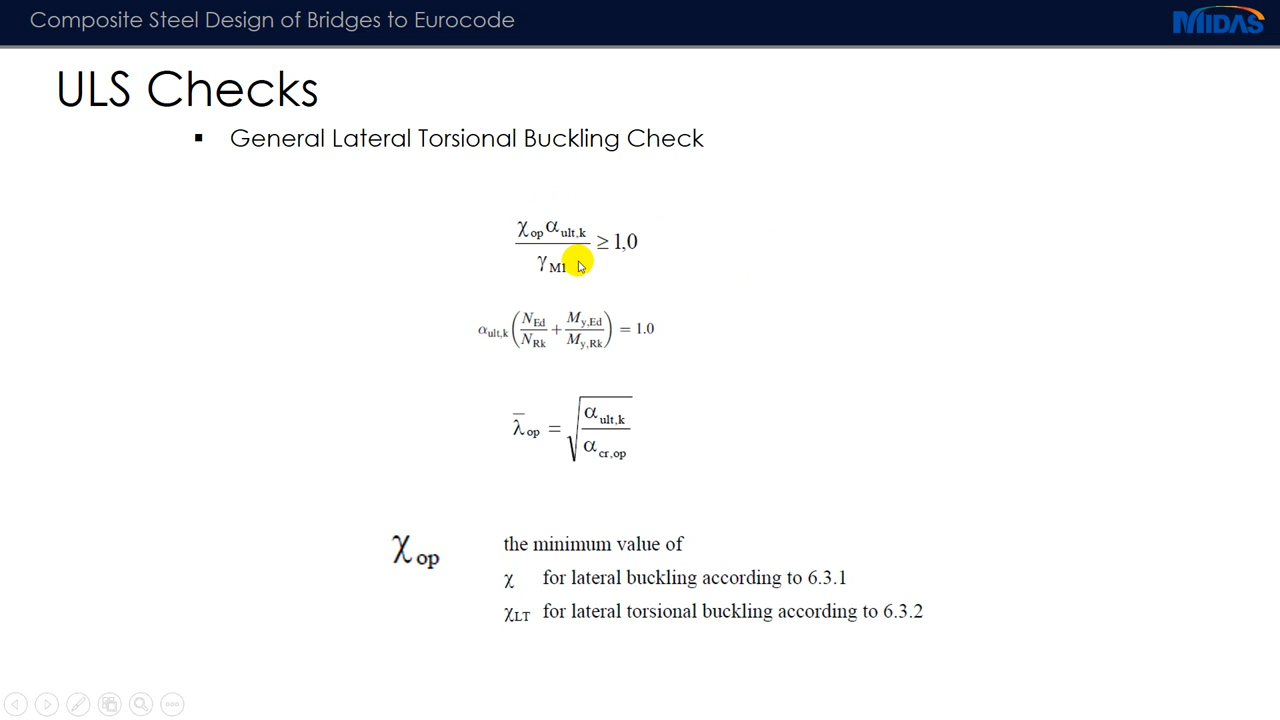 Composite Steel Design of Bridges to Eurocode
MIDAS
ULS Checks
▪ General Lateral Torsional Buckling Check
χop αult,k / γM1 ≥ 1,0
αult,k (NEd / NRk + My,Ed / My,Rk) = 1.0
λ̄op = √(αult,k / αcr,op)
χop the minimum value of
χ for lateral buckling according to 6.3.1
χLT for lateral torsional buckling according to 6.3.2